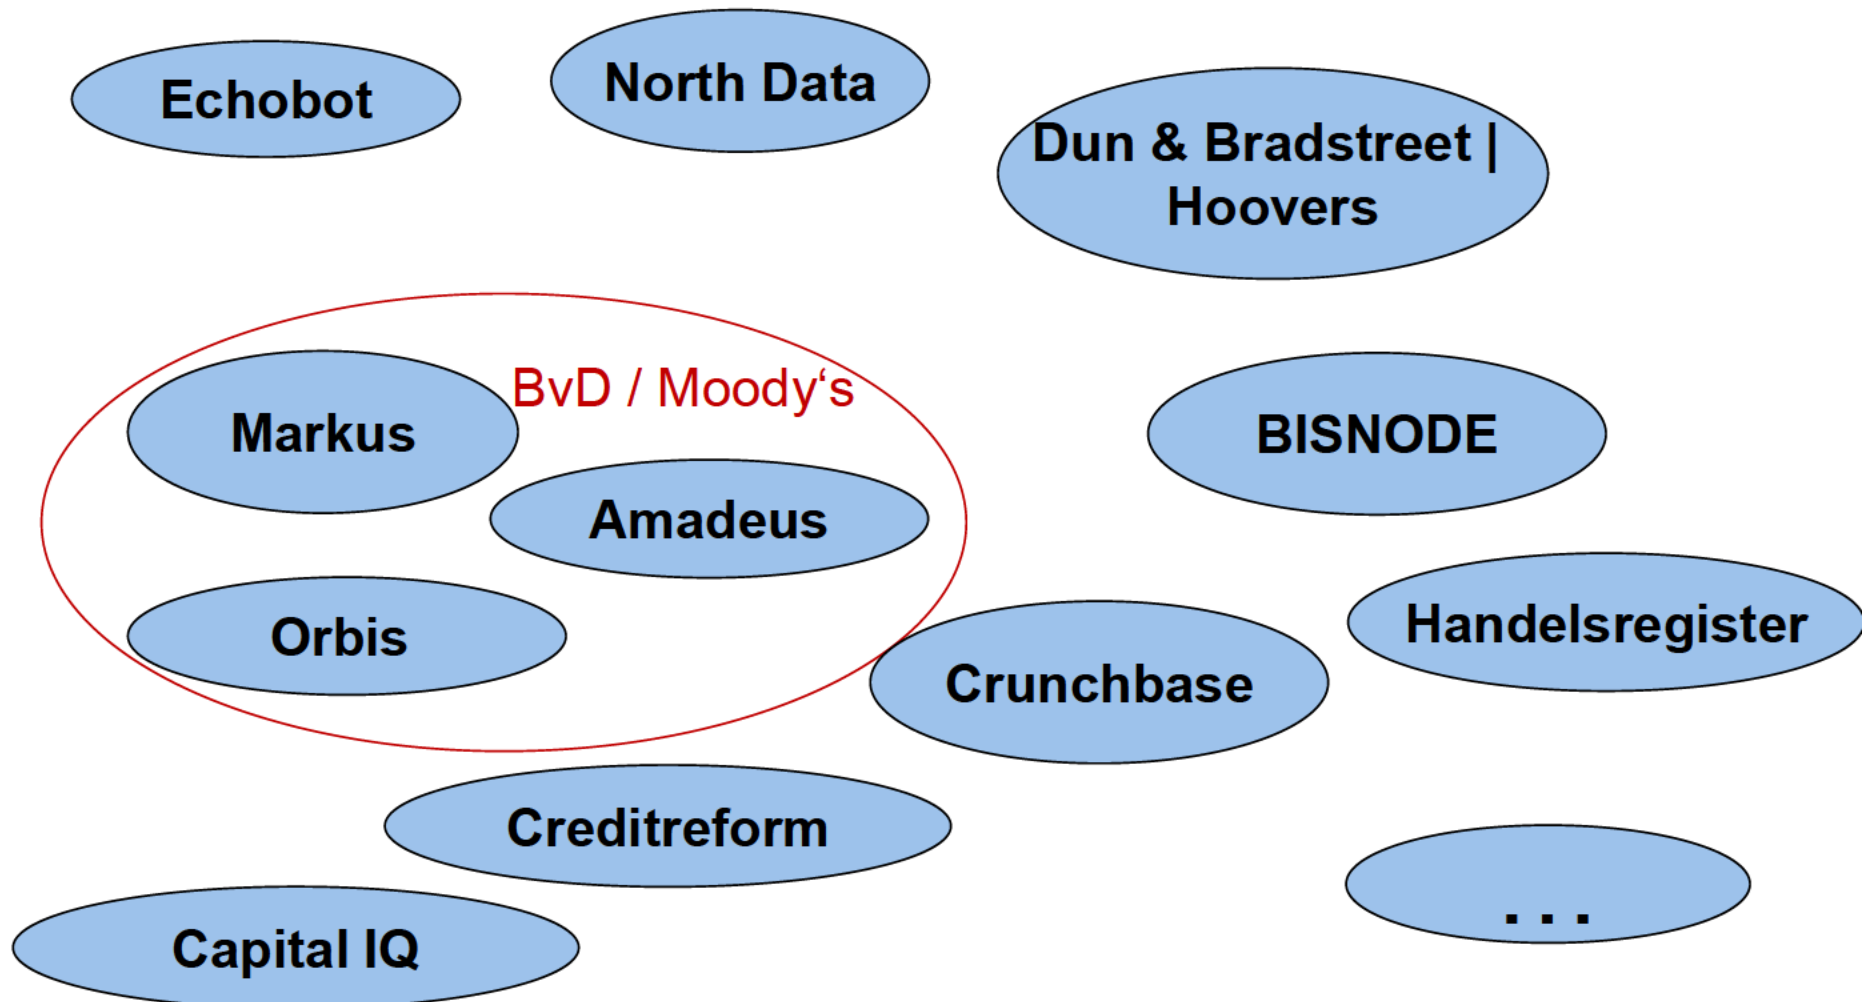 Echobot
North Data
Dun & Bradstreet |
Hoovers
BvD / Moody‘s
Markus
Amadeus
Orbis
BISNODE
Handelsregister
Crunchbase
Creditreform
Capital IQ
...